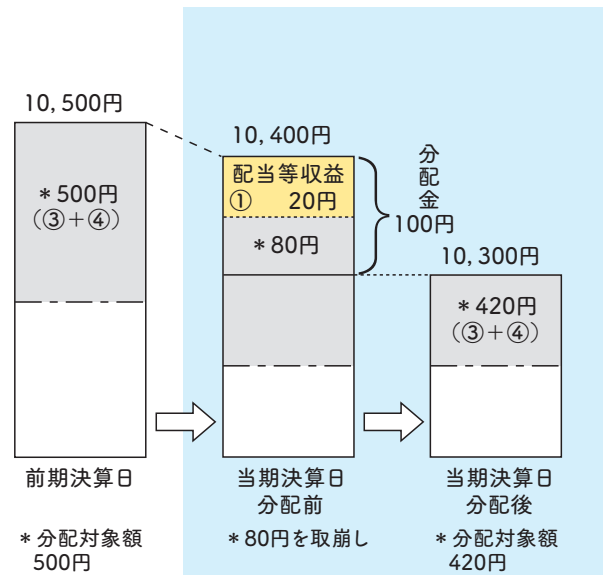 10,500円
＊500円
（③＋④）
前期決算日
＊分配対象額
500円
10,400円
配当等収益
① 20円
＊80円
分配金
100円
当期決算日
分配前
＊80円を取崩し
10,300円
＊420円
（③＋④）
当期決算日
分配後
＊分配対象額
420円